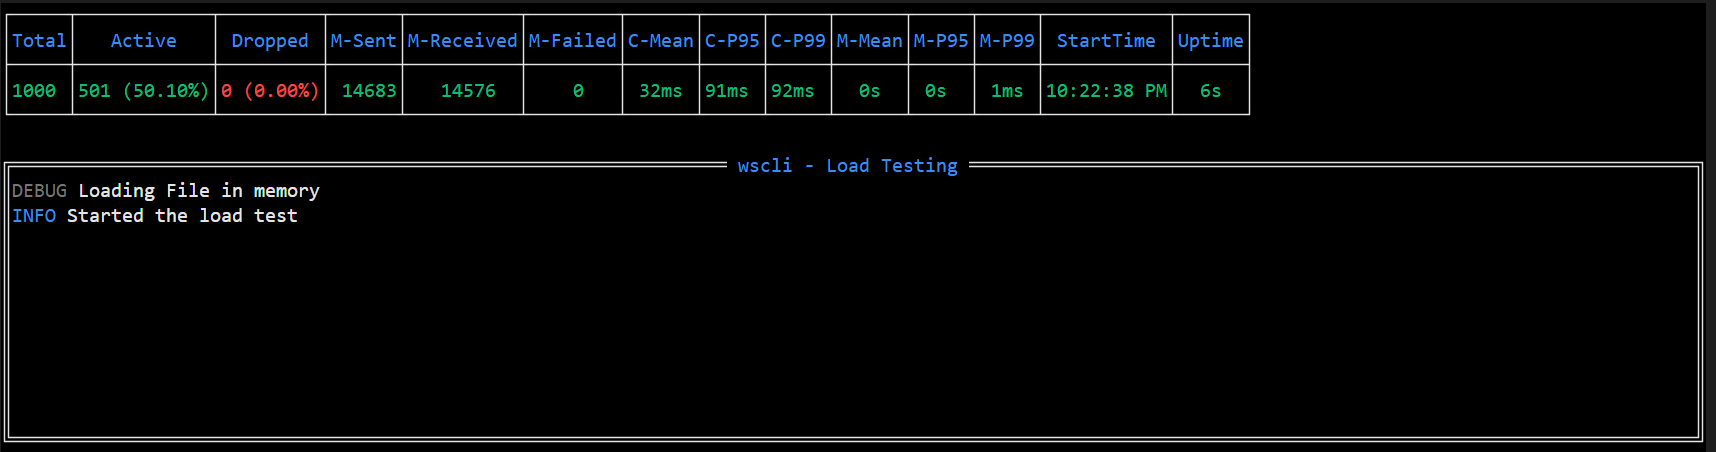 Total Active Dropped M-Sent M-Received M-Failed C-Mean C-P95 C-P99 M-Mean M-P95 M-P99 StartTime Uptime
1000 501 (50.10%) 0 (0.00%) 14683 14576 0 32ms 91ms 92ms 0s 0s 1ms 10:22:38 PM 6s
wscli - Load Testing
DEBUG Loading File in memory
INFO Started the load test